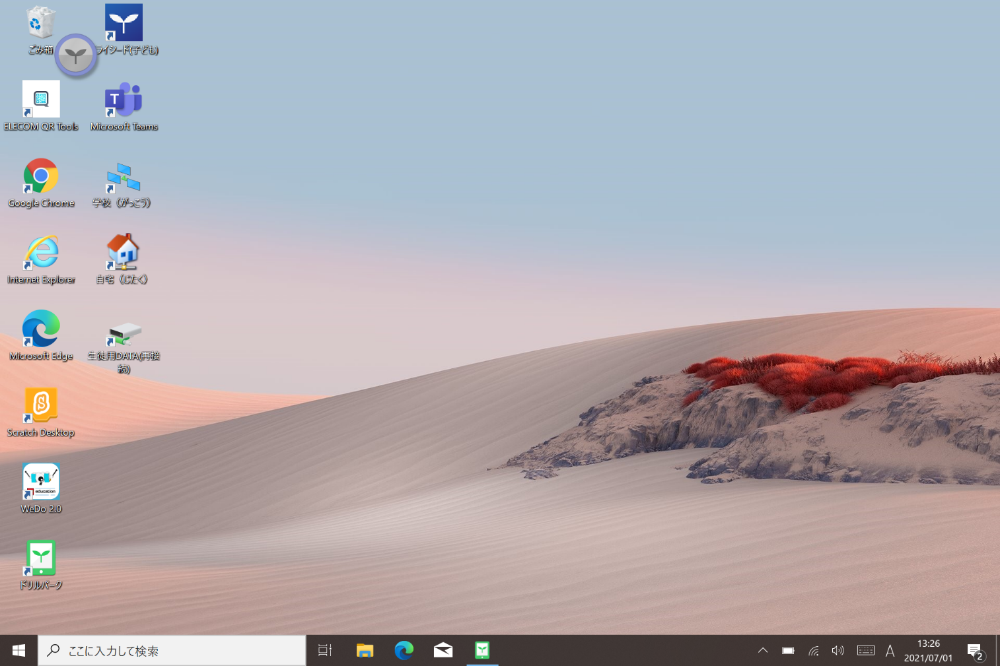 ごみ箱
ライシード(子ども)
ELECOM QR Tools
T
Microsoft Teams
Google Chrome
学校（がっこう）
Internet Explorer
自宅（じたく）
Microsoft Edge
生徒用DATA(再接
続)
Scratch Desktop
education
WeDo 2.0
ドリルパーク
ここに入力して検索
A
13:26
2021/07/01
2